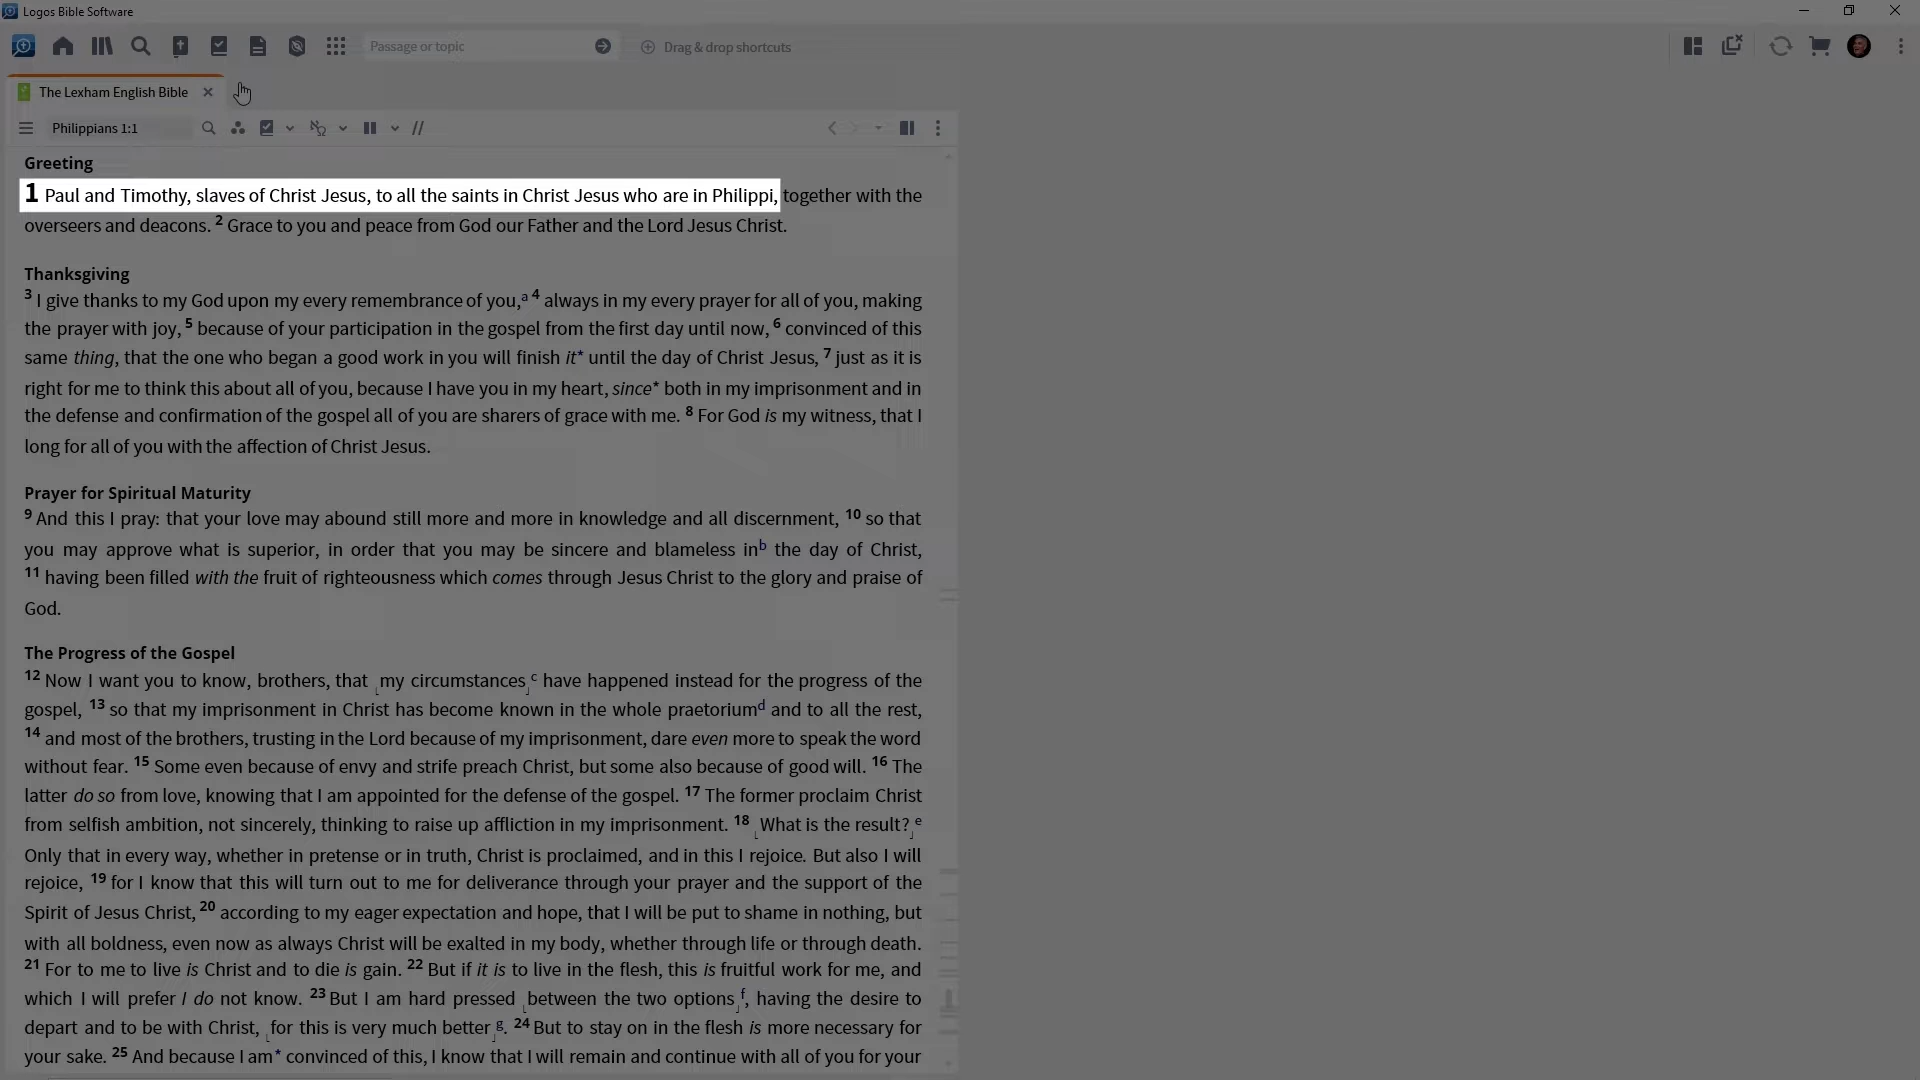 Logos Bible Software
Passage or topic
Drag & drop shortcuts
The Lexham English Bible
Philippians 1:1
Greeting
1 Paul and Timothy, slaves of Christ Jesus, to all the saints in Christ Jesus who are in Philippi, together with the
overseers and deacons. 2 Grace to you and peace from God our Father and the Lord Jesus Christ.
Thanksgiving
3 I give thanks to my God upon my every remembrance of you,a 4 always in my every prayer for all of you, making
the prayer with joy, 5 because of your participation in the gospel from the first day until now, 6 convinced of this
same thing, that the one who began a good work in you will finish it* until the day of Christ Jesus, 7 just as it is
right for me to think this about all of you, because I have you in my heart, since* both in my imprisonment and in
the defense and confirmation of the gospel all of you are sharers of grace with me. 8 For God is my witness, that I
long for all of you with the affection of Christ Jesus.
Prayer for Spiritual Maturity
9 And this I pray: that your love may abound still more and more in knowledge and all discernment, 10 so that
you may approve what is superior, in order that you may be sincere and blameless inb the day of Christ,
11 having been filled with the fruit of righteousness which comes through Jesus Christ to the glory and praise of
God.
The Progress of the Gospel
12 Now I want you to know, brothers, that ⌊my circumstances⌋c have happened instead for the progress of the
gospel, 13 so that my imprisonment in Christ has become known in the whole praetoriumd and to all the rest,
14 and most of the brothers, trusting in the Lord because of my imprisonment, dare even more to speak the word
without fear. 15 Some even because of envy and strife preach Christ, but some also because of good will. 16 The
latter do so from love, knowing that I am appointed for the defense of the gospel. 17 The former proclaim Christ
from selfish ambition, not sincerely, thinking to raise up affliction in my imprisonment. 18 ⌊What is the result?⌋e
Only that in every way, whether in pretense or in truth, Christ is proclaimed, and in this I rejoice. But also I will
rejoice, 19 for I know that this will turn out to me for deliverance through your prayer and the support of the
Spirit of Jesus Christ, 20 according to my eager expectation and hope, that I will be put to shame in nothing, but
with all boldness, even now as always Christ will be exalted in my body, whether through life or through death.
21 For to me to live is Christ and to die is gain. 22 But if it is to live in the flesh, this is fruitful work for me, and
which I will prefer I do not know. 23 But I am hard pressed ⌊between the two options⌋f, having the desire to
depart and to be with Christ, ⌊for this is very much better⌋g. 24 But to stay on in the flesh is more necessary for
your sake. 25 And because I am* convinced of this, I know that I will remain and continue with all of you for your